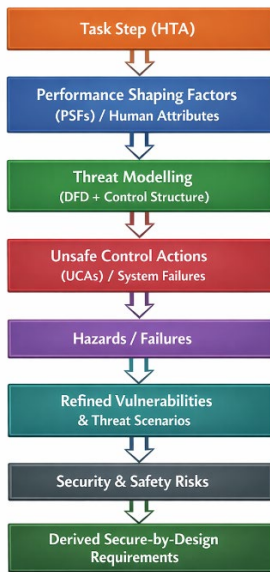 Task Step (HTA)
Performance Shaping Factors
(PSFs) / Human Attributes
Threat Modelling
(DFD + Control Structure)
Unsafe Control Actions
(UCAs) / System Failures
Hazards / Failures
Refined Vulnerabilities
& Threat Scenarios
Security & Safety Risks
Derived Secure-by-Design
Requirements